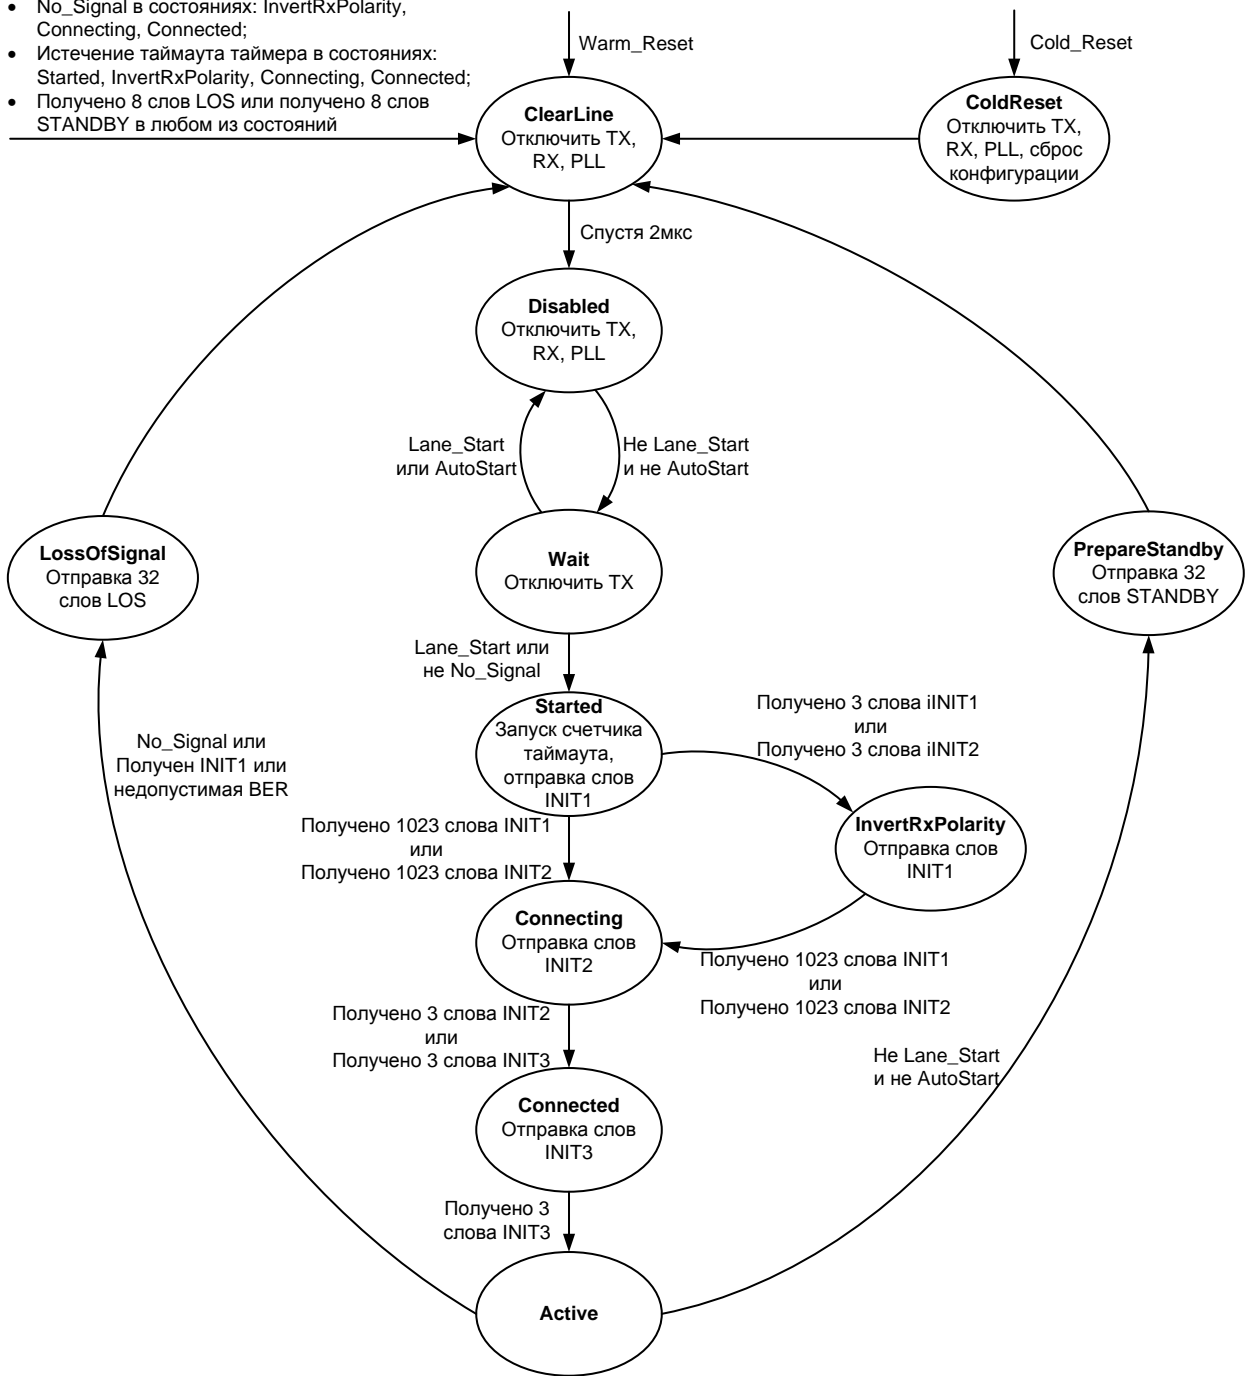 • No_Signal в состояниях: InvertRxPolarity,
Connecting, Connected;
• Истечение таймаута таймера в состояниях:
Started, InvertRxPolarity, Connecting, Connected;
• Получено 8 слов LOS или получено 8 слов
STANDBY в любом из состояний
Warm_Reset
Cold_Reset
ClearLine
Отключить TX,
RX, PLL
ColdReset
Отключить TX,
RX, PLL, сброс
конфигурации
Спустя 2мкс
Disabled
Отключить TX,
RX, PLL
Lane_Start
или AutoStart
Не Lane_Start
и не AutoStart
LossOfSignal
Отправка 32
слов LOS
Wait
Отключить TX
PrepareStandby
Отправка 32
слов STANDBY
Lane_Start или
не No_Signal
Started
Запуск счетчика
таймаута,
отправка слов
INIT1
Получено 3 слова iINIT1
или
Получено 3 слова iINIT2
No_Signal или
Получен INIT1 или
недопустимая BER
InvertRxPolarity
Отправка слов
INIT1
Получено 1023 слова INIT1
или
Получено 1023 слова INIT2
Connecting
Отправка слов
INIT2
Получено 1023 слова INIT1
или
Получено 1023 слова INIT2
Получено 3 слова INIT2
или
Получено 3 слова INIT3
Не Lane_Start
и не AutoStart
Connected
Отправка слов
INIT3
Получено 3
слова INIT3
Active